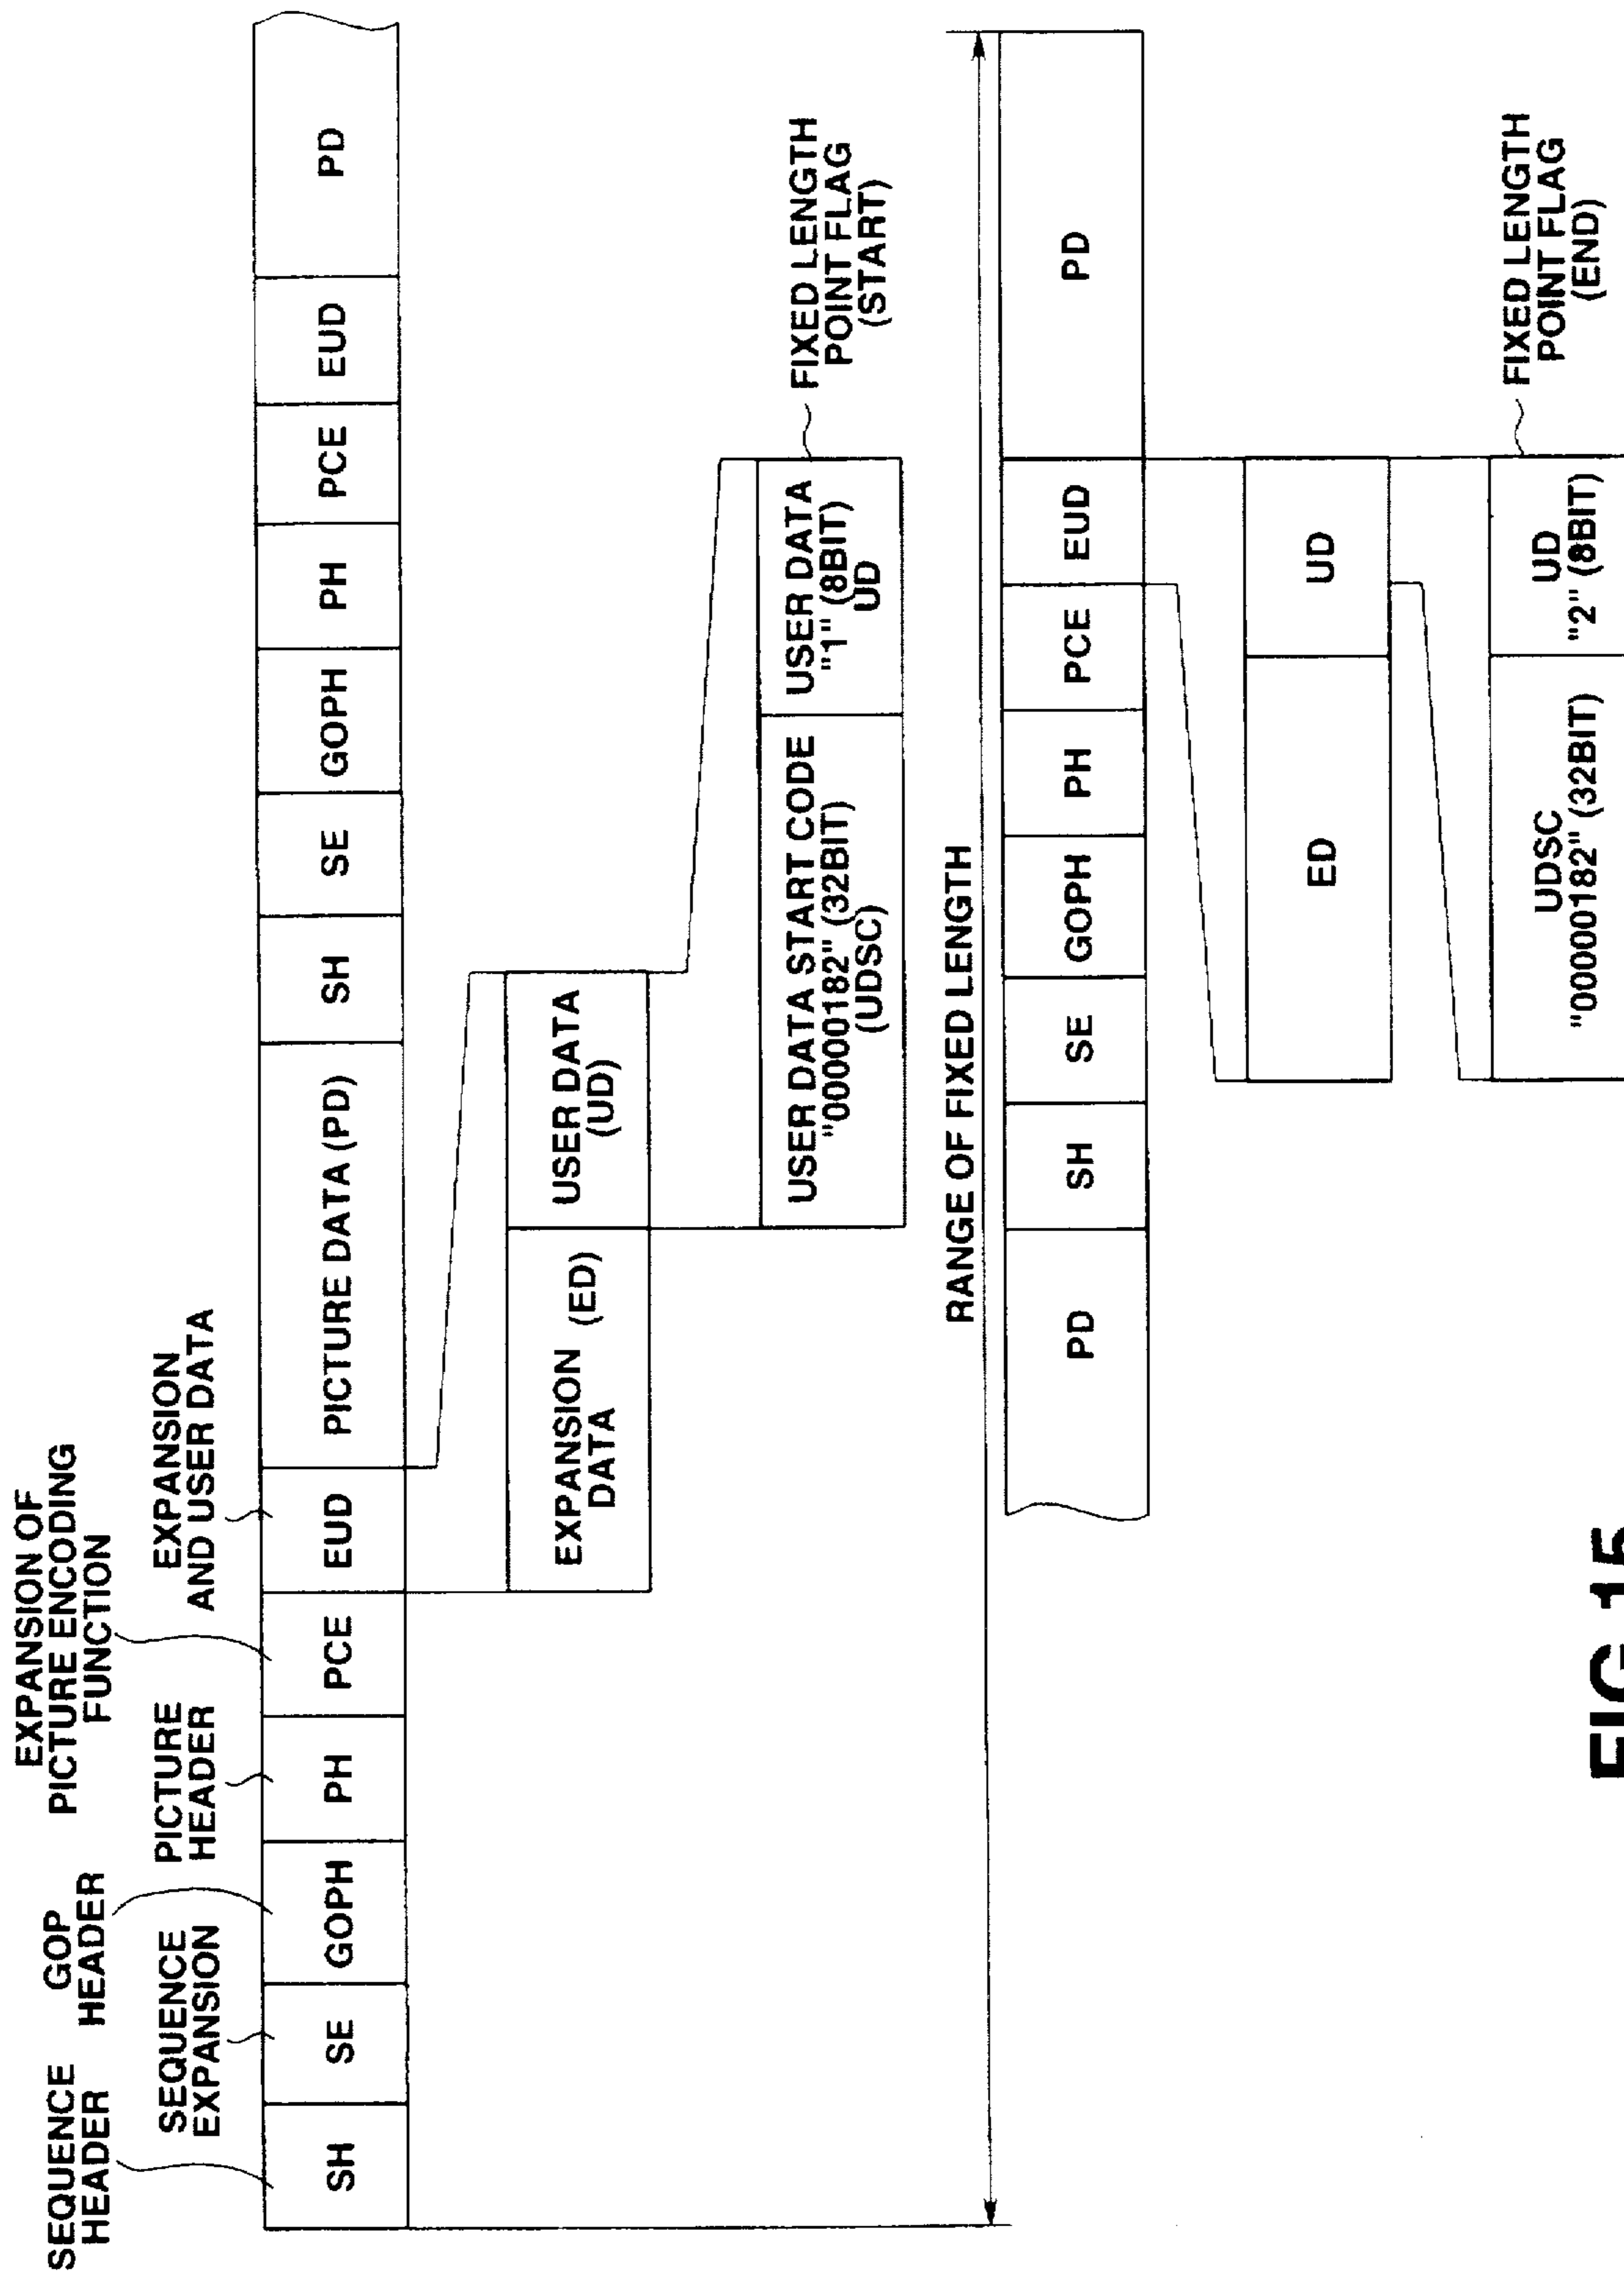 SEQUENCE
HEADER
SEQUENCE
EXPANSION
GOP
HEADER
PICTURE
HEADER
EXPANSION OF
PICTURE ENCODING
FUNCTION
EXPANSION
AND USER DATA
SH
SE
GOPH
PH
PCE
EUD
PICTURE DATA (PD)
SH
SE
GOPH
PH
PCE
EUD
PD
EXPANSION (ED)
DATA
USER DATA
(UD)
USER DATA START CODE
"00000182" (32BIT)
(UDSC)
USER DATA
"1" (8BIT)
UD
FIXED LENGTH
POINT FLAG
(START)
RANGE OF FIXED LENGTH
PD
SH
SE
GOPH
PH
PCE
EUD
PD
ED
UD
UDSC
"00000182" (32BIT)
UD
"2" (8BIT)
FIXED LENGTH
POINT FLAG
(END)
FIG.15